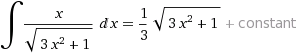 ∫ x / √(3x² + 1) dx = 1/3 √(3x² + 1) + constant